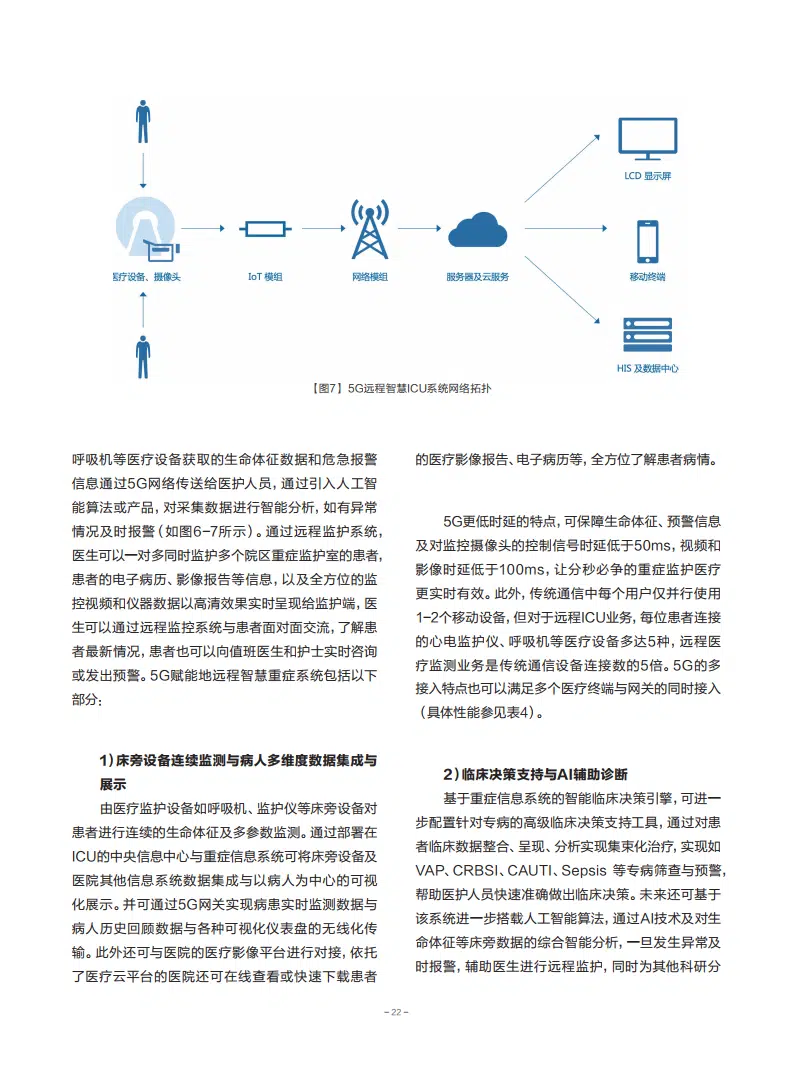 LCD 显示屏
医疗设备、摄像头
IoT 模组
网络模组
服务器及云服务
移动终端
HIS 及数据中心
【图7】5G远程智慧ICU系统网络拓扑
呼吸机等医疗设备获取的生命体征数据和危急报警
信息通过5G网络传送给医护人员，通过引入人工智
能算法或产品，对采集数据进行智能分析，如有异常
情况及时报警（如图6-7所示）。通过远程监护系统，
医生可以一对多同时监护多个院区重症监护室的患者，
患者的电子病历、影像报告等信息，以及全方位的监
控视频和仪器数据以高清效果实时呈现给监护端，医
生可以通过远程监控系统与患者面对面交流，了解患
者最新情况，患者也可以向值班医生和护士实时咨询
或发出预警。5G赋能地远程智慧重症系统包括以下
部分：
1）床旁设备连续监测与病人多维度数据集成与
展示
由医疗监护设备如呼吸机、监护仪等床旁设备对
患者进行连续的生命体征及多参数监测。通过部署在
ICU的中央信息中心与重症信息系统可将床旁设备及
医院其他信息系统数据集成与以病人为中心的可视
化展示。并可通过5G网关实现病患实时监测数据与
病人历史回顾数据与各种可视化仪表盘的无线化传
输。此外还可与医院的医疗影像平台进行对接，依托
了医疗云平台的医院还可在线查看或快速下载患者
的医疗影像报告、电子病历等，全方位了解患者病情。
5G更低时延的特点，可保障生命体征、预警信息
及对监控摄像头的控制信号时延低于50ms，视频和
影像时延低于100ms，让分秒必争的重症监护医疗
更实时有效。此外，传统通信中每个用户仅并行使用
1-2个移动设备，但对于远程ICU业务，每位患者连接
的心电监护仪、呼吸机等医疗设备多达5种，远程医
疗监测业务是传统通信设备连接数的5倍。5G的多
接入特点也可以满足多个医疗终端与网关的同时接入
（具体性能参见表4）。
2）临床决策支持与AI辅助诊断
基于重症信息系统的智能临床决策引擎，可进一
步配置针对专病的高级临床决策支持工具，通过对患
者临床数据整合、呈现、分析实现集束化治疗，实现如
VAP、CRBSI、CAUTI、Sepsis 等专病筛查与预警，
帮助医护人员快速准确做出临床决策。未来还可基于
该系统进一步搭载人工智能算法，通过AI技术及对生
命体征等床旁数据的综合智能分析，一旦发生异常及
时报警，辅助医生进行远程监护，同时为其他科研分
- 22 -